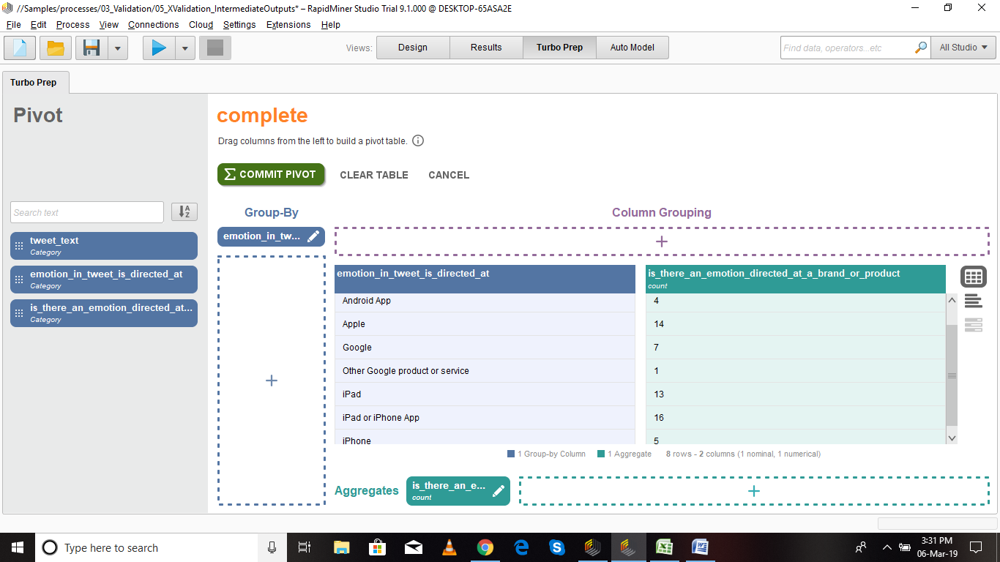 //Samples/processes/03_Validation/05_XValidation_IntermediateOutputs* – RapidMiner Studio Trial 9.1.000 @ DESKTOP-65ASA2E
File Edit Process View Connections Cloud Settings Extensions Help
Views: Design Results Turbo Prep Auto Model Find data, operators...etc All Studio
Turbo Prep
Pivot
complete
Drag columns from the left to build a pivot table.
COMMIT PIVOT CLEAR TABLE CANCEL
Search text
Group-By Column Grouping
tweet_text
Category
emotion_in_tweet_is_directed_at
Category
is_there_an_emotion_directed_at...
Category
emotion_in_tw...
emotion_in_tweet_is_directed_at is_there_an_emotion_directed_at_a_brand_or_product
count
Android App 4
Apple 14
Google 7
Other Google product or service 1
iPad 13
iPad or iPhone App 16
iPhone 5
1 Group-by Column 1 Aggregate 8 rows - 2 columns (1 nominal, 1 numerical)
Aggregates is_there_an_e...
count
Type here to search
3:31 PM
06-Mar-19